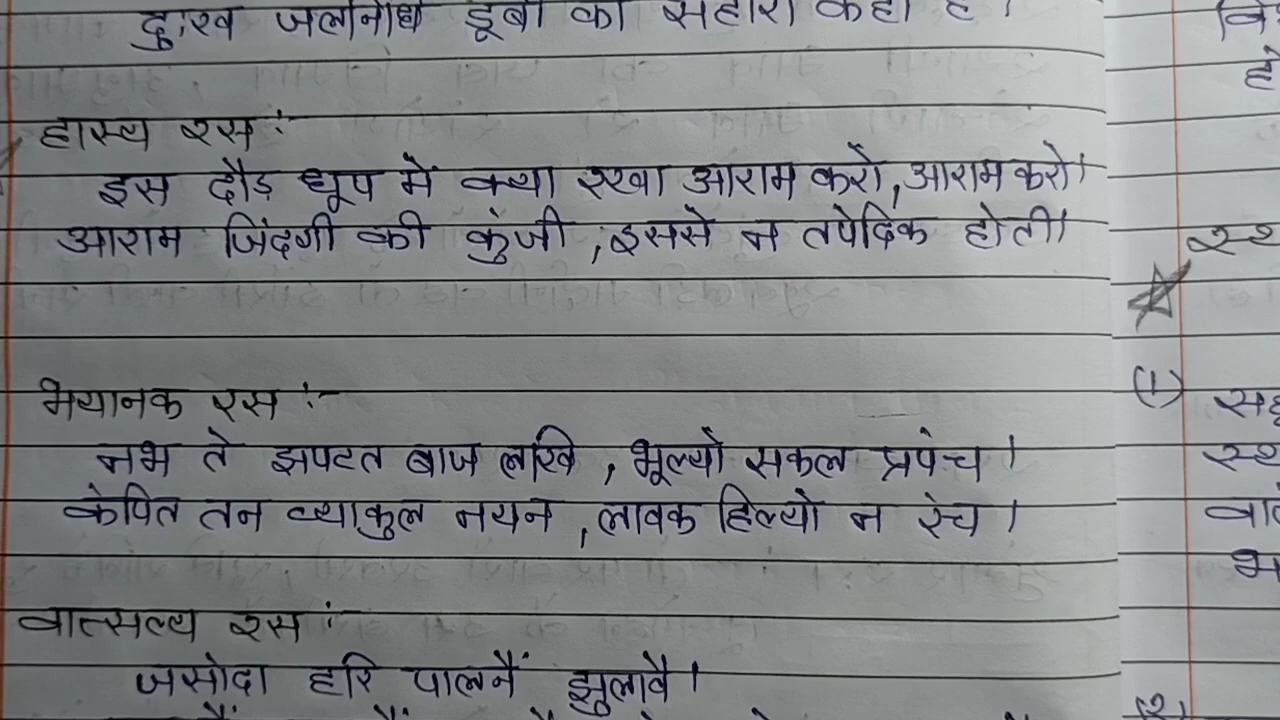 दुःख जलनिधि डूबी का सहारा कहाँ है ।
हास्य रस :
इस दौड़ धूप में क्या रखा आराम करो, आराम करो।
आराम जिंदगी की कुंजी, इससे न तपेदिक होती।
भयानक रस :-
नभ ते झपटत बाज लखि, भूल्यो सकल प्रपंच ।
कंपित तन व्याकुल नयन, लावक हिल्यो न रंच ।
वात्सल्य रस :
जसोदा हरि पालनैं झुलावै ।
(1)